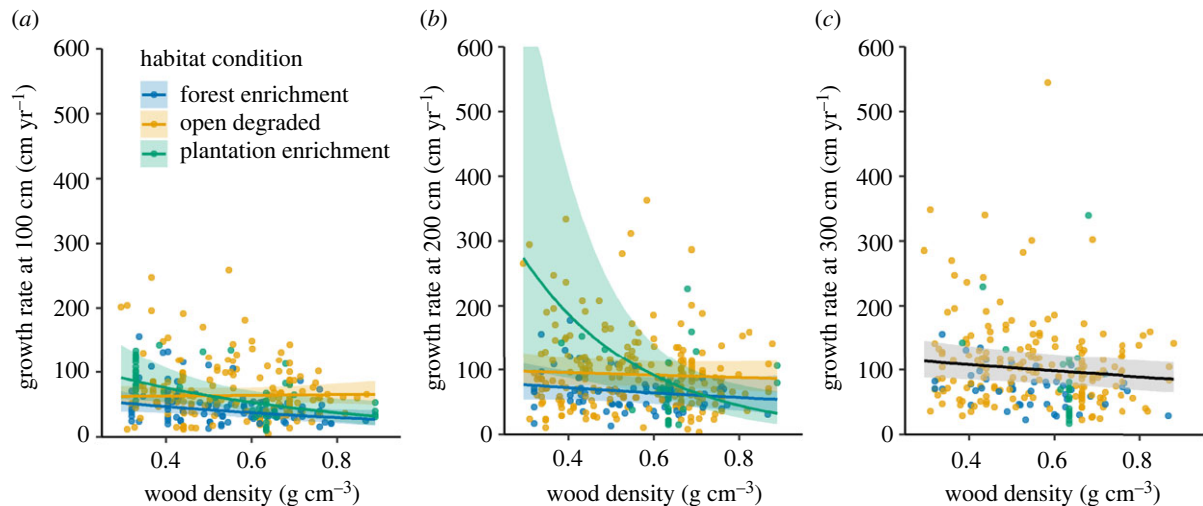 (a)
habitat condition
forest enrichment
open degraded
plantation enrichment
growth rate at 100 cm (cm yr⁻¹)
600
500
400
300
200
100
0
0.4 0.6 0.8
wood density (g cm⁻³)
(b)
growth rate at 200 cm (cm yr⁻¹)
600
500
400
300
200
100
0
0.4 0.6 0.8
wood density (g cm⁻³)
(c)
growth rate at 300 cm (cm yr⁻¹)
600
500
400
300
200
100
0
0.4 0.6 0.8
wood density (g cm⁻³)